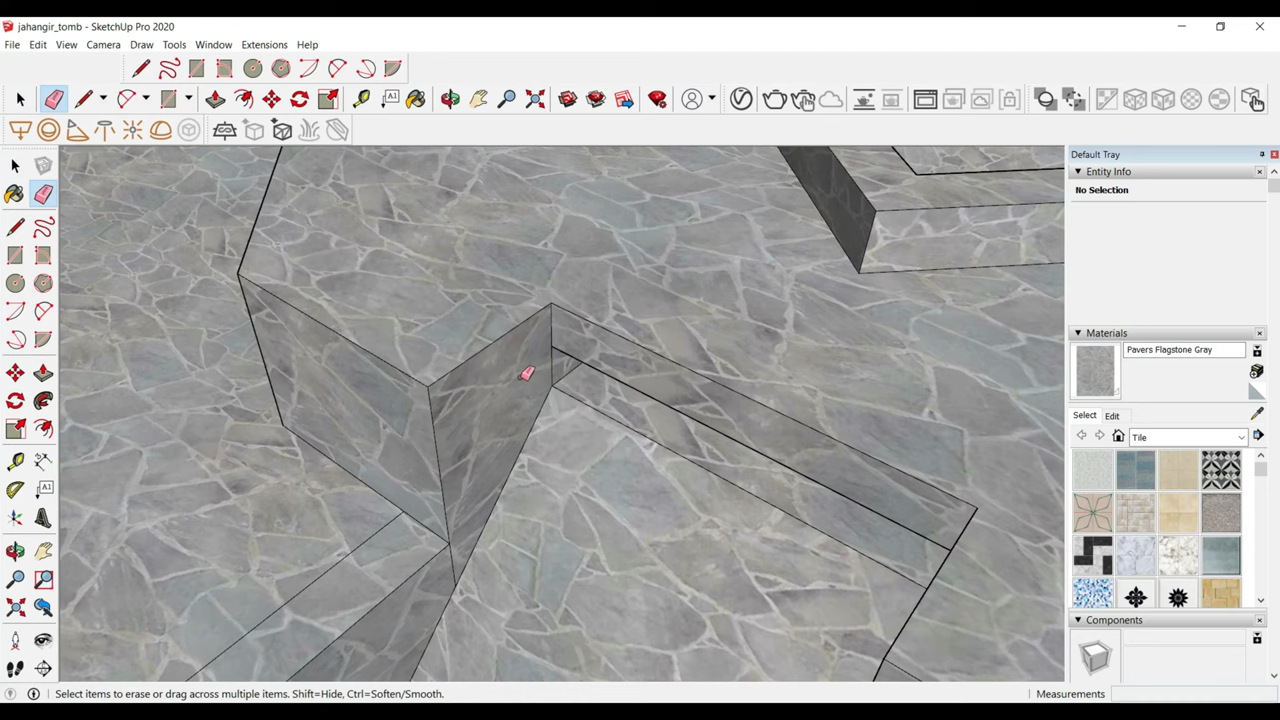 jahangir_tomb - SketchUp Pro 2020
File Edit View Camera Draw Tools Window Extensions Help
A1
Default Tray
Entity Info
No Selection
Materials
Pavers Flagstone Gray
Select Edit
Tile
A1
Components
Select items to erase or drag across multiple items. Shift=Hide, Ctrl=Soften/Smooth.
Measurements